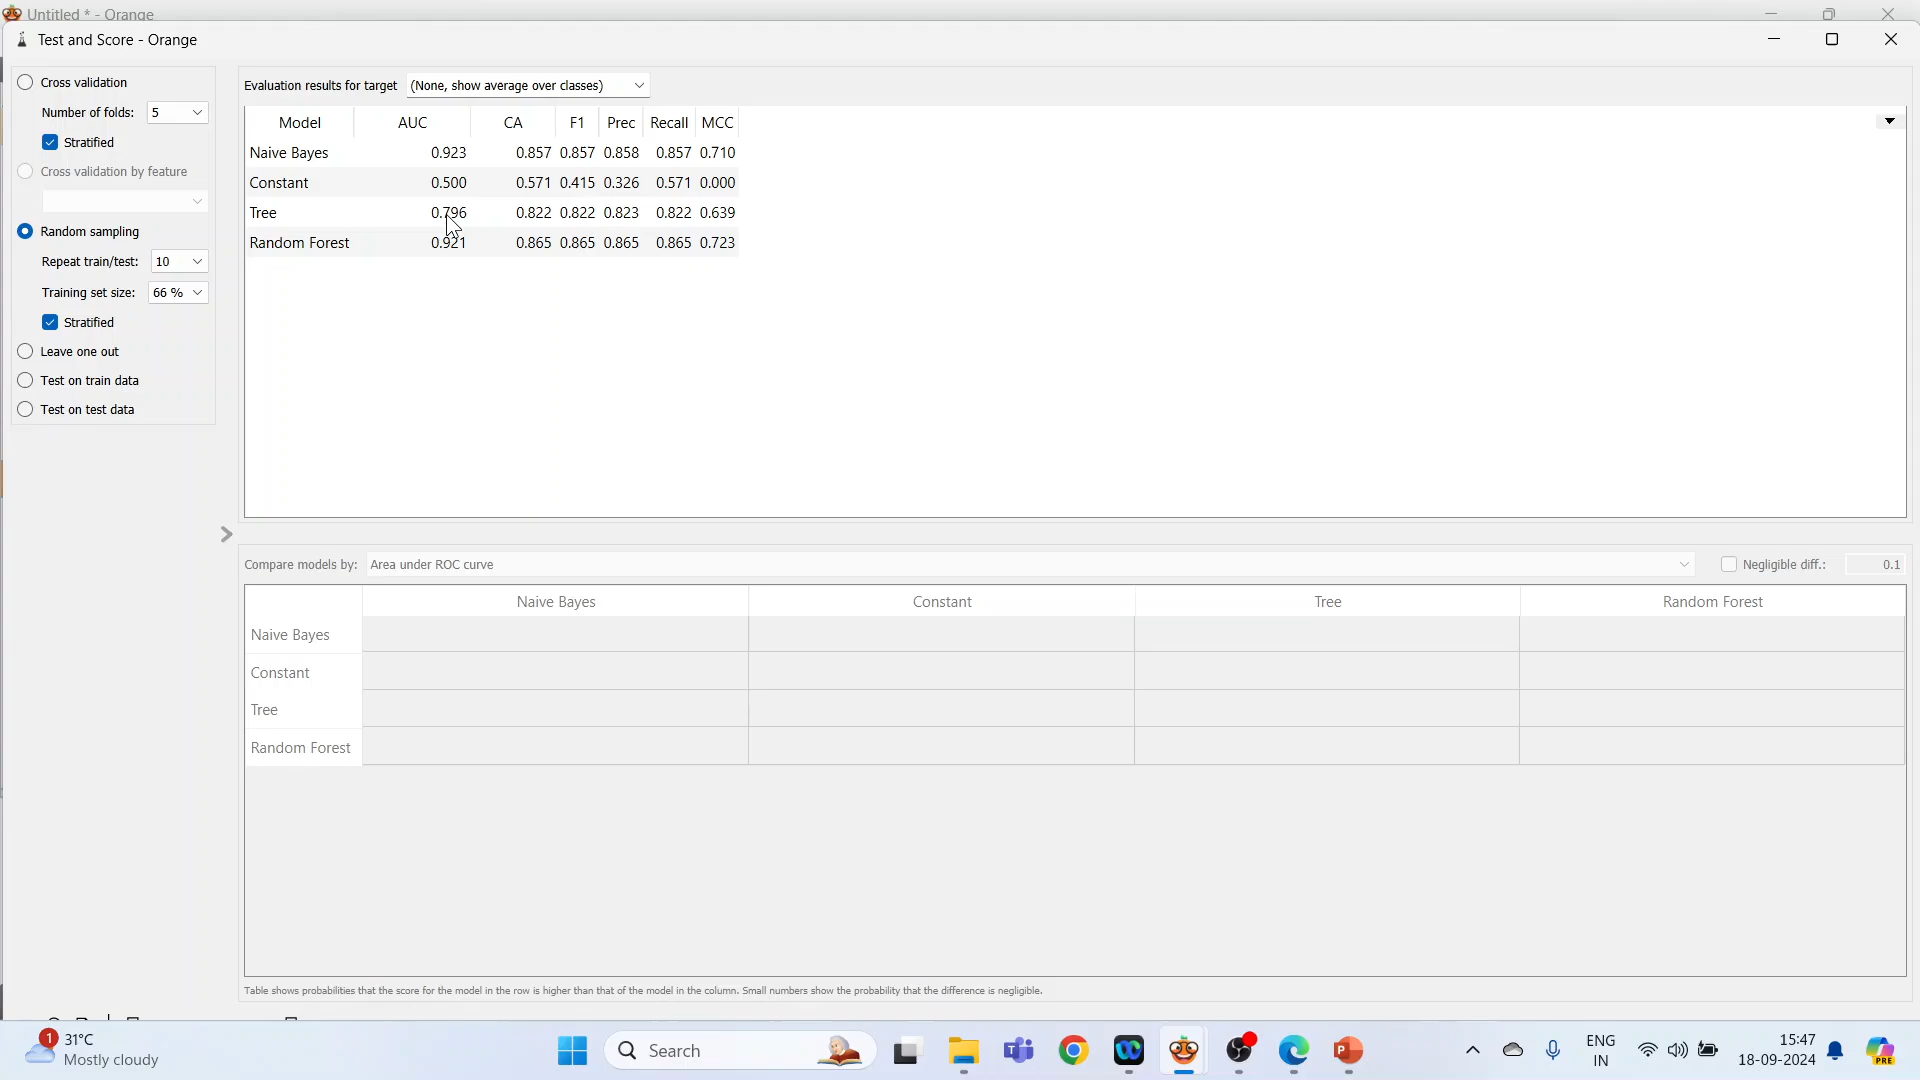 Untitled * - Orange
Test and Score - Orange
Cross validation
Number of folds: 5
Stratified
Cross validation by feature
Random sampling
Repeat train/test: 10
Training set size: 66 %
Stratified
Leave one out
Test on train data
Test on test data
Evaluation results for target (None, show average over classes)
Model AUC CA F1 Prec Recall MCC
Naive Bayes 0.923 0.857 0.857 0.858 0.857 0.710
Constant 0.500 0.571 0.415 0.326 0.571 0.000
Tree 0.796 0.822 0.822 0.823 0.822 0.639
Random Forest 0.921 0.865 0.865 0.865 0.865 0.723
Compare models by: Area under ROC curve Negligible diff.: 0.1
Naive Bayes Constant Tree Random Forest
Naive Bayes
Constant
Tree
Random Forest
Table shows probabilities that the score for the model in the row is higher than that of the model in the column. Small numbers show the probability that the difference is negligible.
1 31°C
Mostly cloudy
Search
ENG
IN
15:47
18-09-2024
PRE